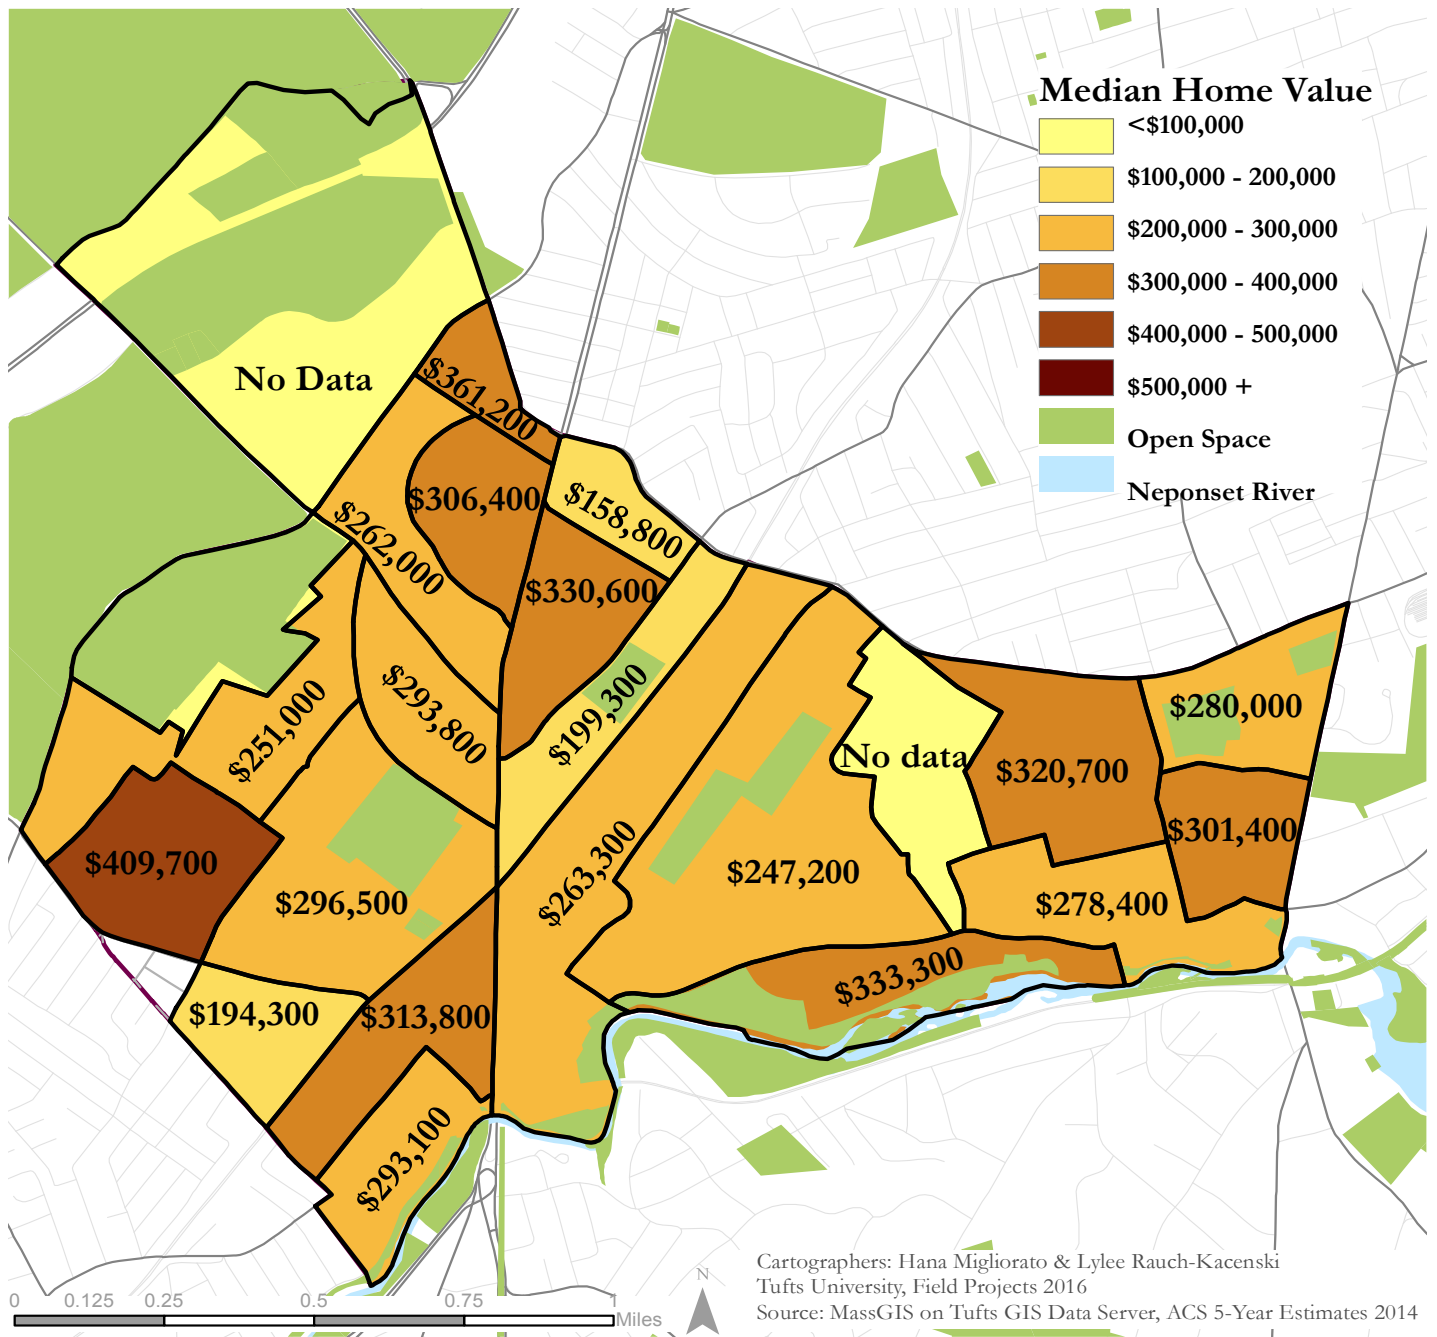 Median Home Value
<$100,000
$100,000 - 200,000
$200,000 - 300,000
$300,000 - 400,000
$400,000 - 500,000
$500,000 +
Open Space
Neponset River
No Data
$361,200
$306,400
$158,800
$262,000
$330,600
$199,300
$293,800
$251,000
$280,000
No data
$320,700
$301,400
$409,700
$296,500
$263,300
$247,200
$278,400
$333,300
$194,300
$313,800
$293,100
0 0.125 0.25 0.5 0.75 1
Miles
N
Cartographers: Hana Migliorato & Lylee Rauch-Kacenski
Tufts University, Field Projects 2016
Source: MassGIS on Tufts GIS Data Server, ACS 5-Year Estimates 2014